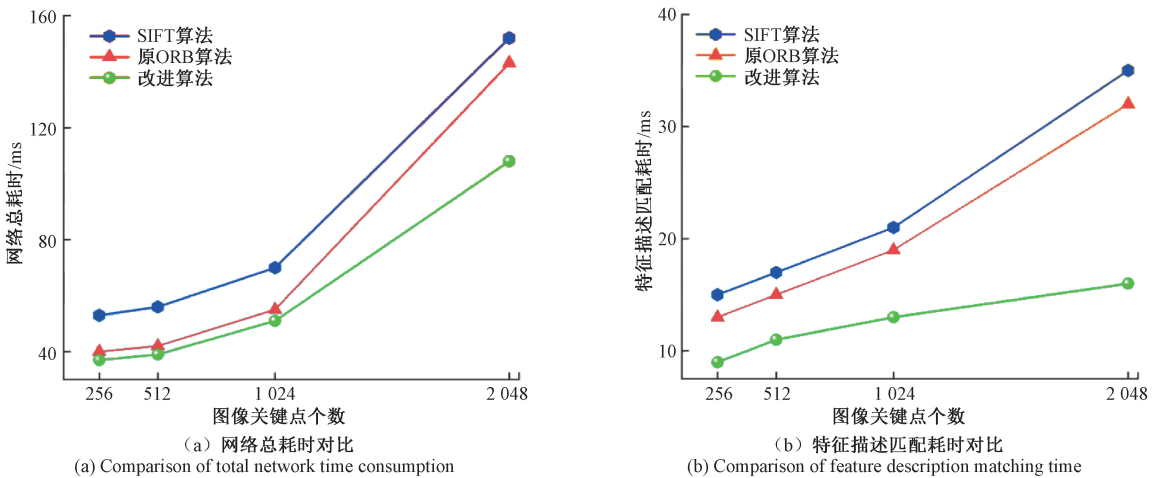 160
120
80
40
网络总耗时/ms
SIFT算法
原ORB算法
改进算法
256
512
1 024
2 048
图像关键点个数
（a）网络总耗时对比
(a) Comparison of total network time consumption
40
30
20
10
特征描述匹配耗时/ms
SIFT算法
原ORB算法
改进算法
256
512
1 024
2 048
图像关键点个数
（b）特征描述匹配耗时对比
(b) Comparison of feature description matching time